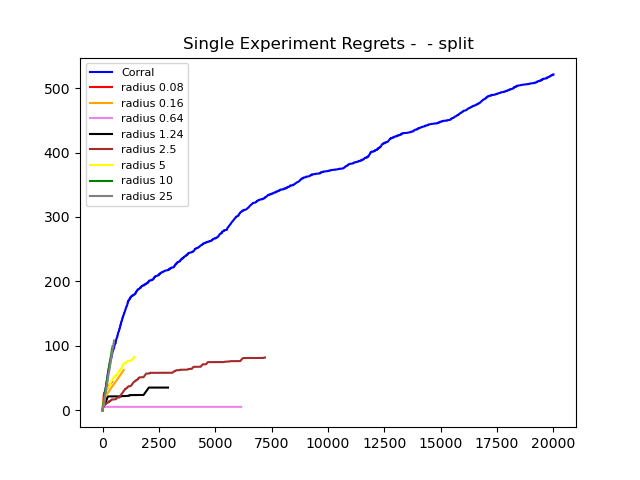 Single Experiment Regrets -  - split
Corral
radius 0.08
radius 0.16
radius 0.64
radius 1.24
radius 2.5
radius 5
radius 10
radius 25
500
400
300
200
100
0
0 2500 5000 7500 10000 12500 15000 17500 20000